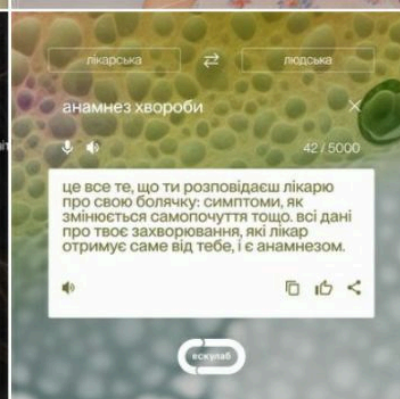 лікарська
людська
анамнез хвороби
42 / 5000
це все те, що ти розповідаєш лікарю
про свою болячку: симптоми, як
змінюється самопочуття тощо. всі дані
про твоє захворювання, які лікар
отримує саме від тебе, і є анамнезом.
ескулаб